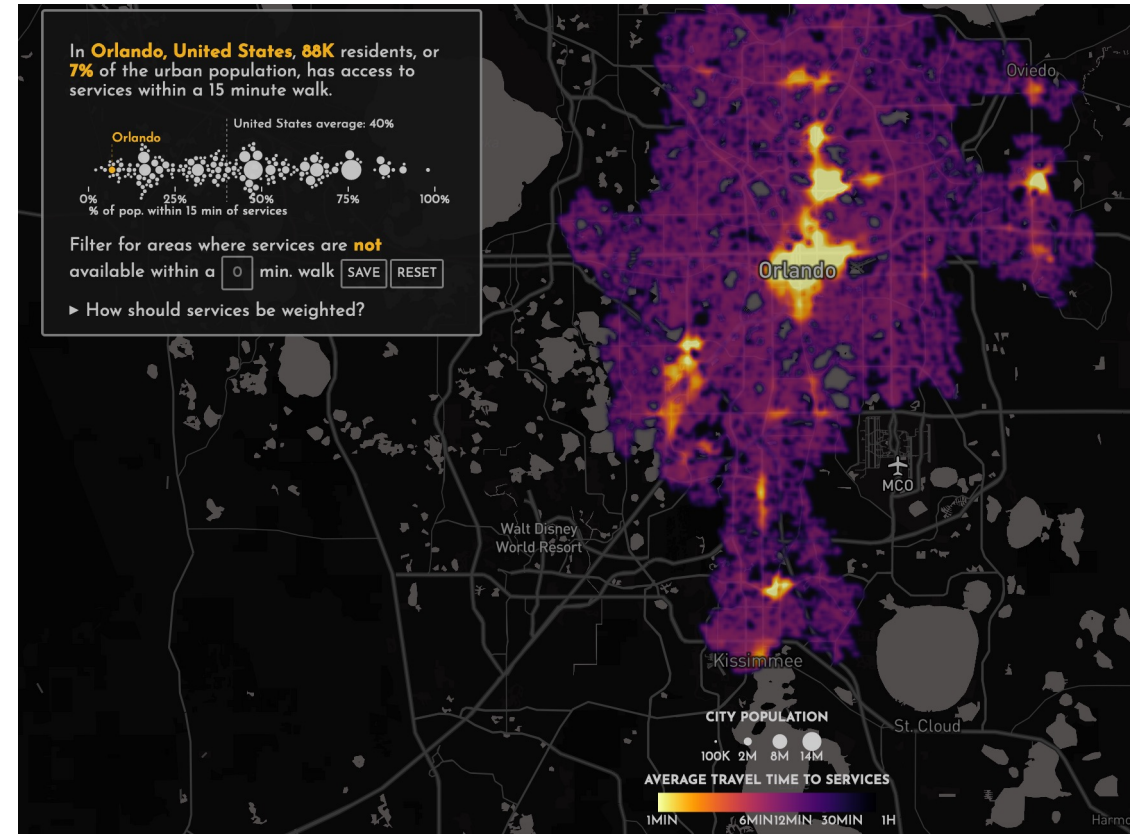 In Orlando, United States, 88K residents, or
7% of the urban population, has access to
services within a 15 minute walk.
United States average: 40%
Orlando
0% 25% 50% 75% 100%
% of pop. within 15 min of services
Filter for areas where services are not
available within a 0 min. walk SAVE RESET
▸ How should services be weighted?
Oviedo
Orlando
MCO
Walt Disney
World Resort
Kissimmee
St. Cloud
CITY POPULATION
100K 2M 8M 14M
AVERAGE TRAVEL TIME TO SERVICES
1MIN 6MIN 12MIN 30MIN 1H
Harmo